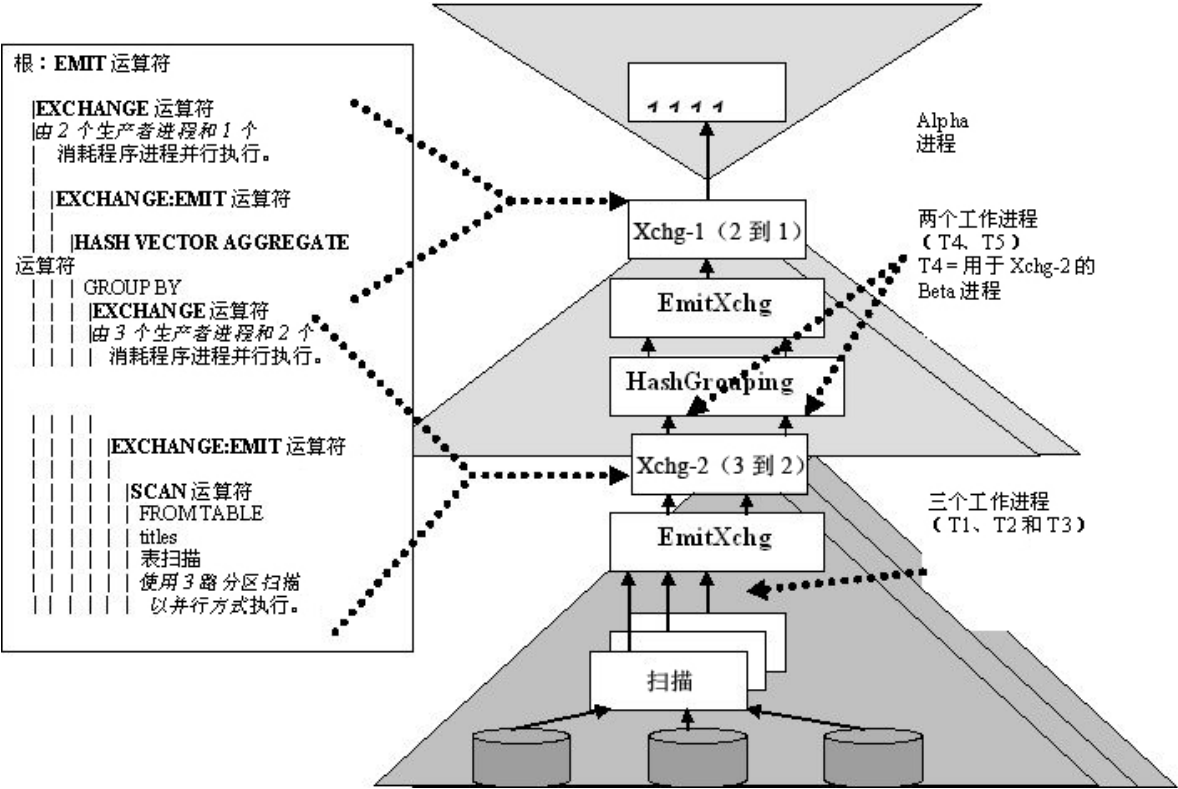 根：EMIT 运算符
|EXCHANGE 运算符
|由 2 个生产者进程和 1 个
| 消耗程序进程并行执行。
|
| |EXCHANGE:EMIT 运算符
| |
| | |HASH VECTOR AGGREGATE
运算符
| | | GROUP BY
| | | |EXCHANGE 运算符
| | | |由 3 个生产者进程和 2 个
| | | | 消耗程序进程并行执行。
| | | |
| | | | |EXCHANGE:EMIT 运算符
| | | | |
| | | | | |SCAN 运算符
| | | | | | FROM TABLE
| | | | | | titles
| | | | | | 表扫描
| | | | | | 使用 3 路分区扫描
| | | | | | 以并行方式执行。
Alpha
进程
Xchg-1（2 到 1）
EmitXchg
HashGrouping
两个工作进程
（T4、T5）
T4 = 用于 Xchg-2 的
Beta 进程
Xchg-2（3 到 2）
EmitXchg
三个工作进程
（T1、T2 和 T3）
扫描